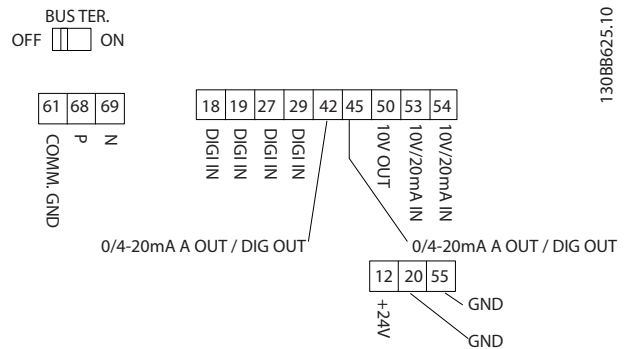 BUS TER.
OFF ON
130BB625.10
61 68 69
COMM. GND
P
N
18 19 27 29 42 45 50 53 54
DIGI IN
DIGI IN
DIGI IN
DIGI IN
10V OUT
10V/20mA IN
10V/20mA IN
0/4-20mA A OUT / DIG OUT
0/4-20mA A OUT / DIG OUT
12 20 55
+24V
GND
GND